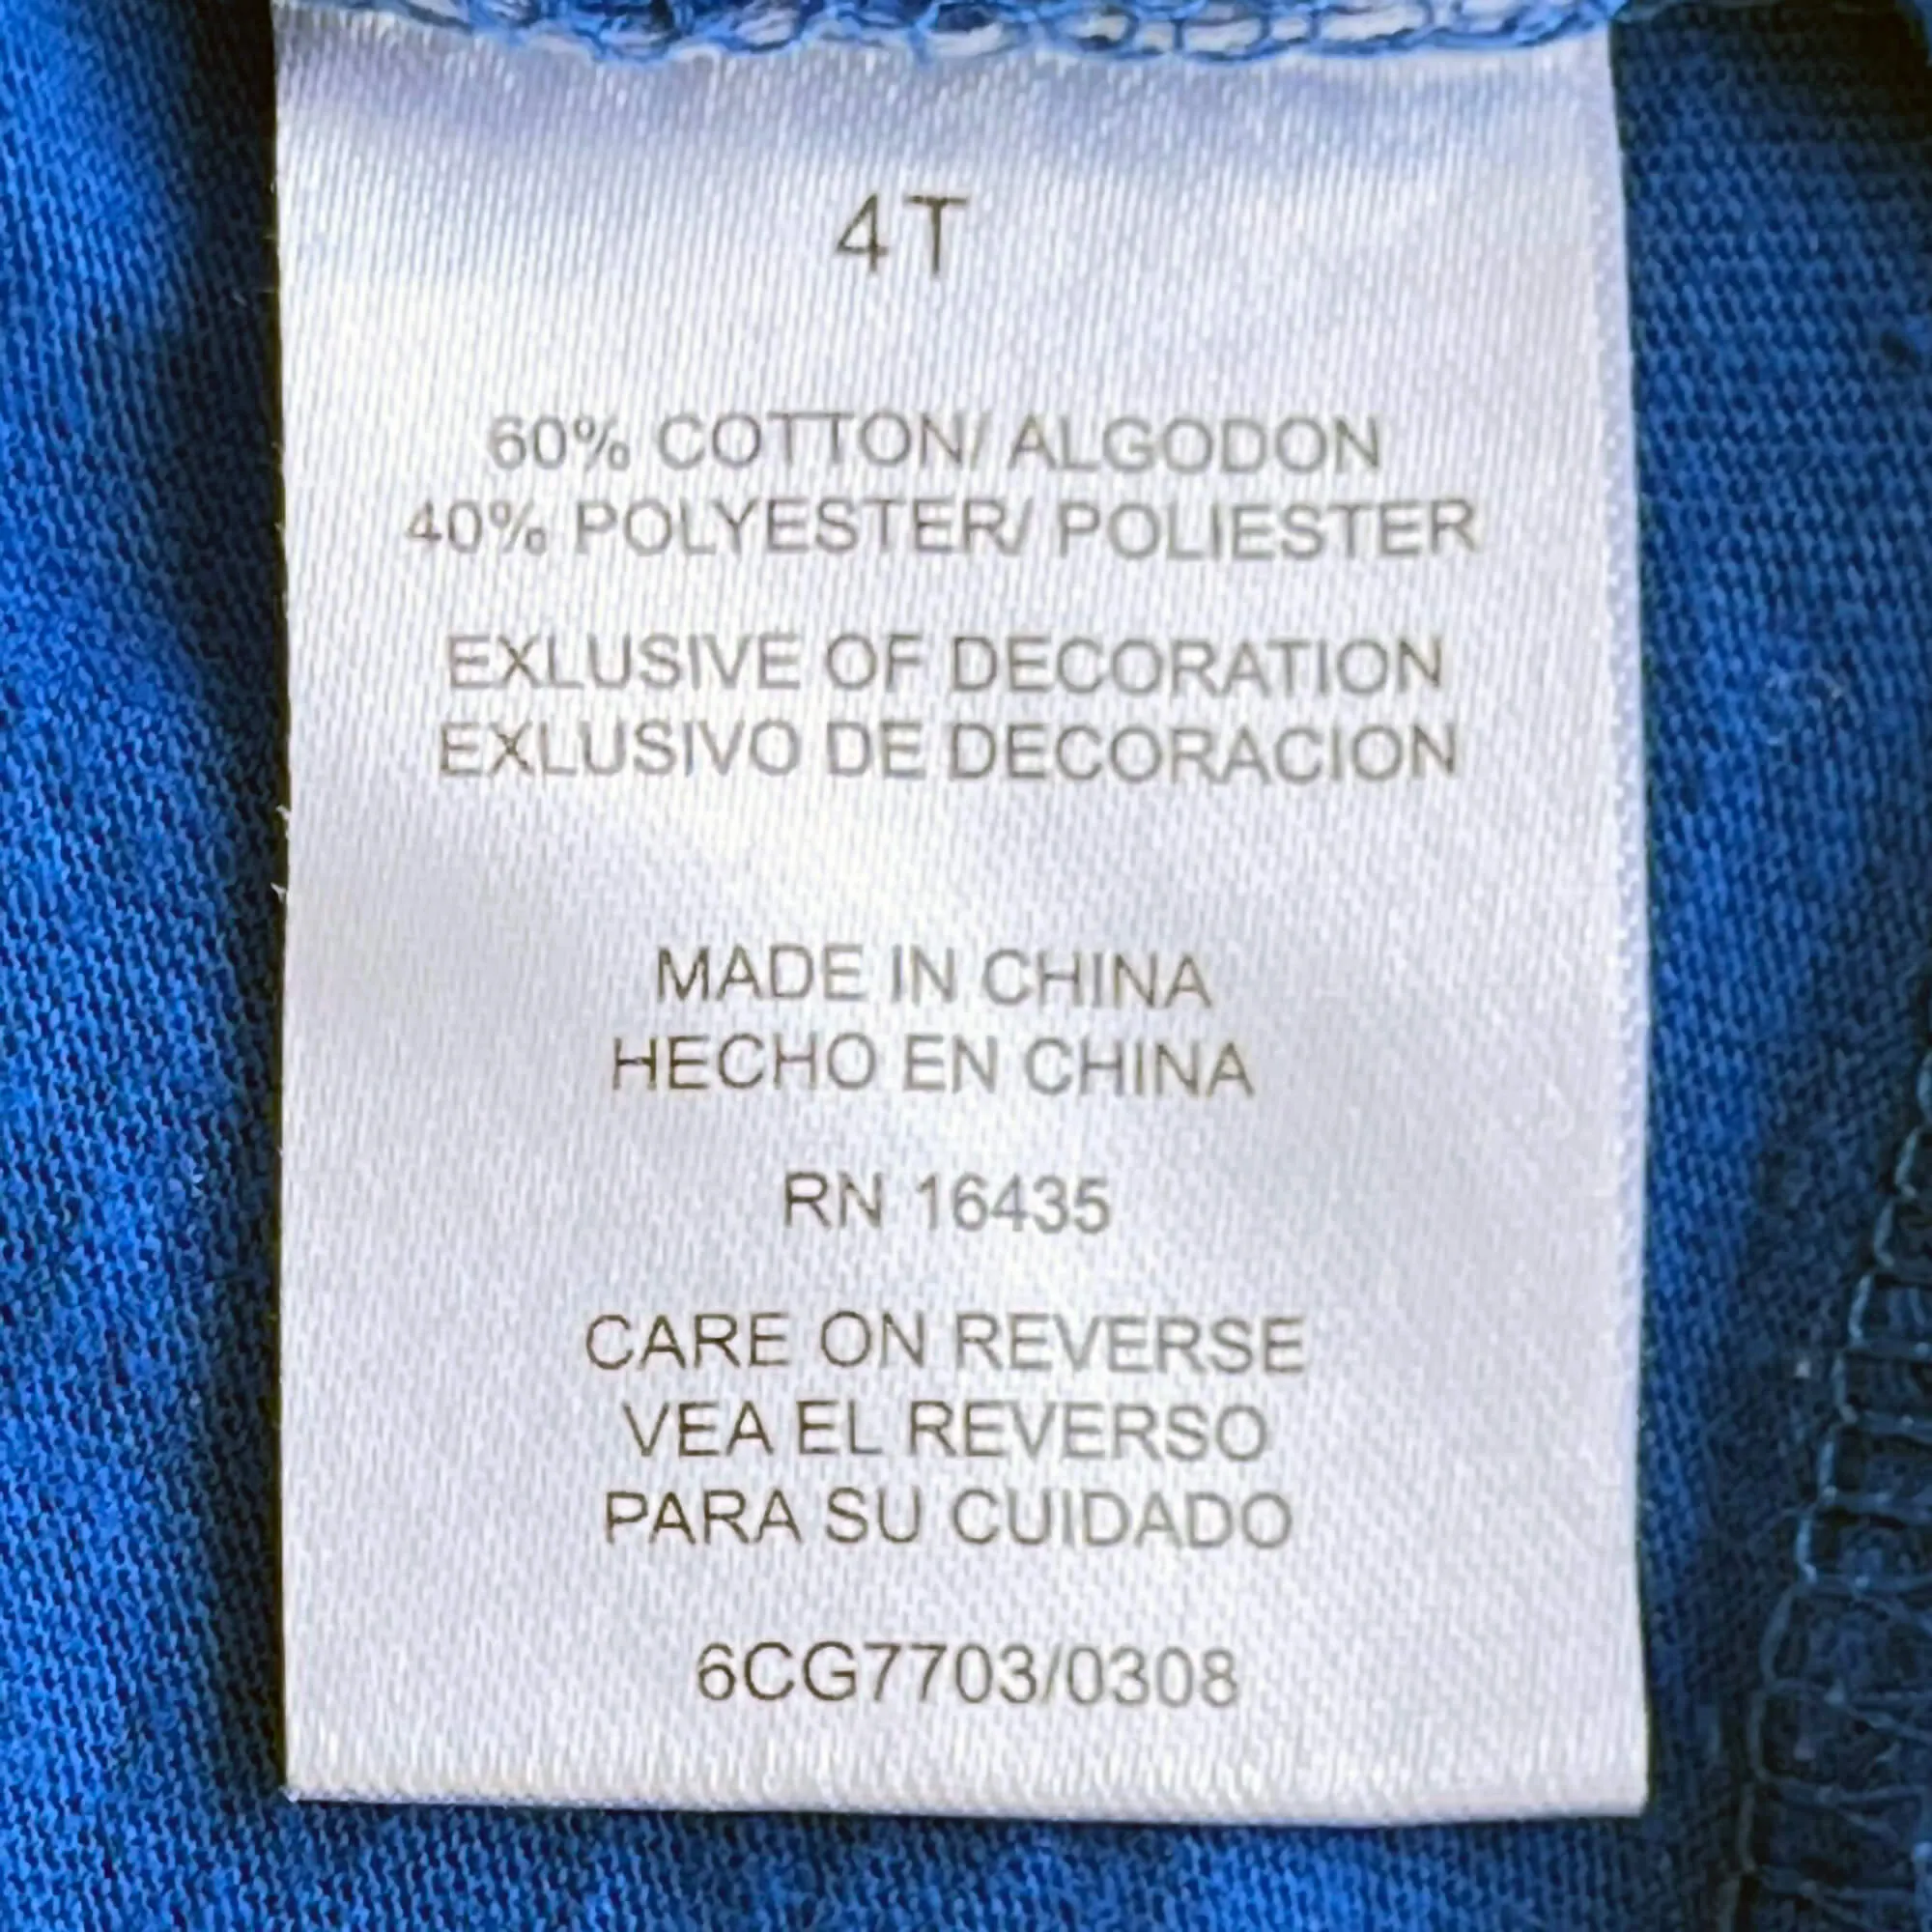 4T
60% COTTON/ ALGODON
40% POLYESTER/ POLIESTER
EXLUSIVE OF DECORATION
EXLUSIVO DE DECORACION
MADE IN CHINA
HECHO EN CHINA
RN 16435
CARE ON REVERSE
VEA EL REVERSO
PARA SU CUIDADO
6CG7703/0308